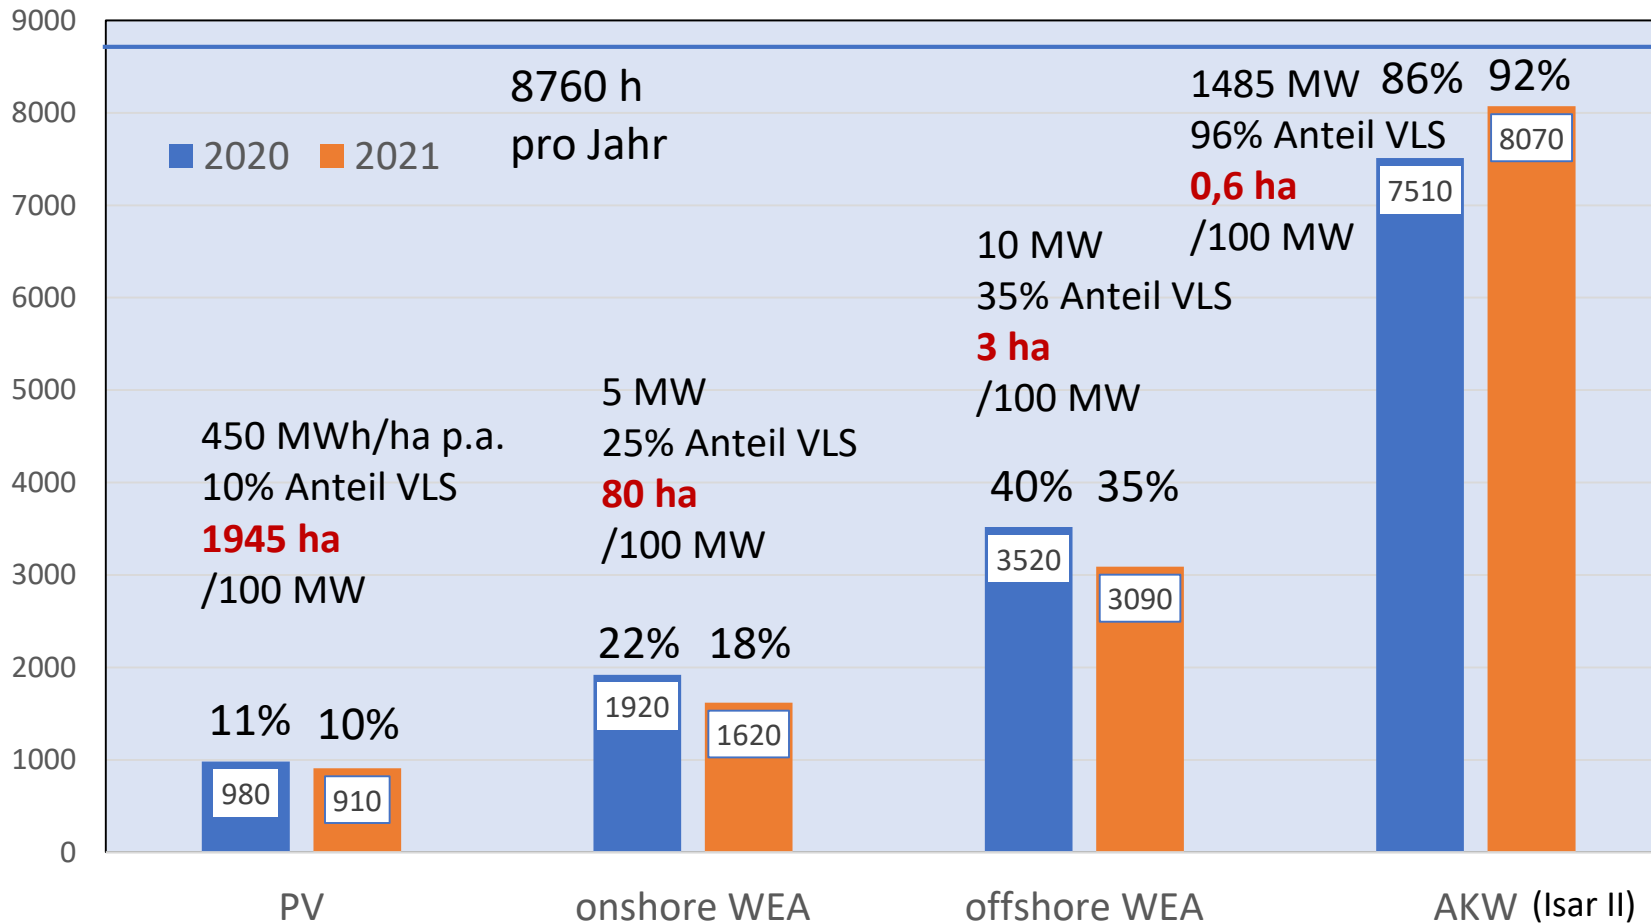 9000
8000
7000
6000
5000
4000
3000
2000
1000
0
8760 h
pro Jahr
2020
2021
450 MWh/ha p.a.
10% Anteil VLS
1945 ha
/100 MW
11%
10%
980
910
PV
5 MW
25% Anteil VLS
80 ha
/100 MW
22%
18%
1920
1620
onshore WEA
10 MW
35% Anteil VLS
3 ha
/100 MW
40%
35%
3520
3090
offshore WEA
1485 MW
96% Anteil VLS
0,6 ha
/100 MW
86%
92%
7510
8070
AKW (Isar II)